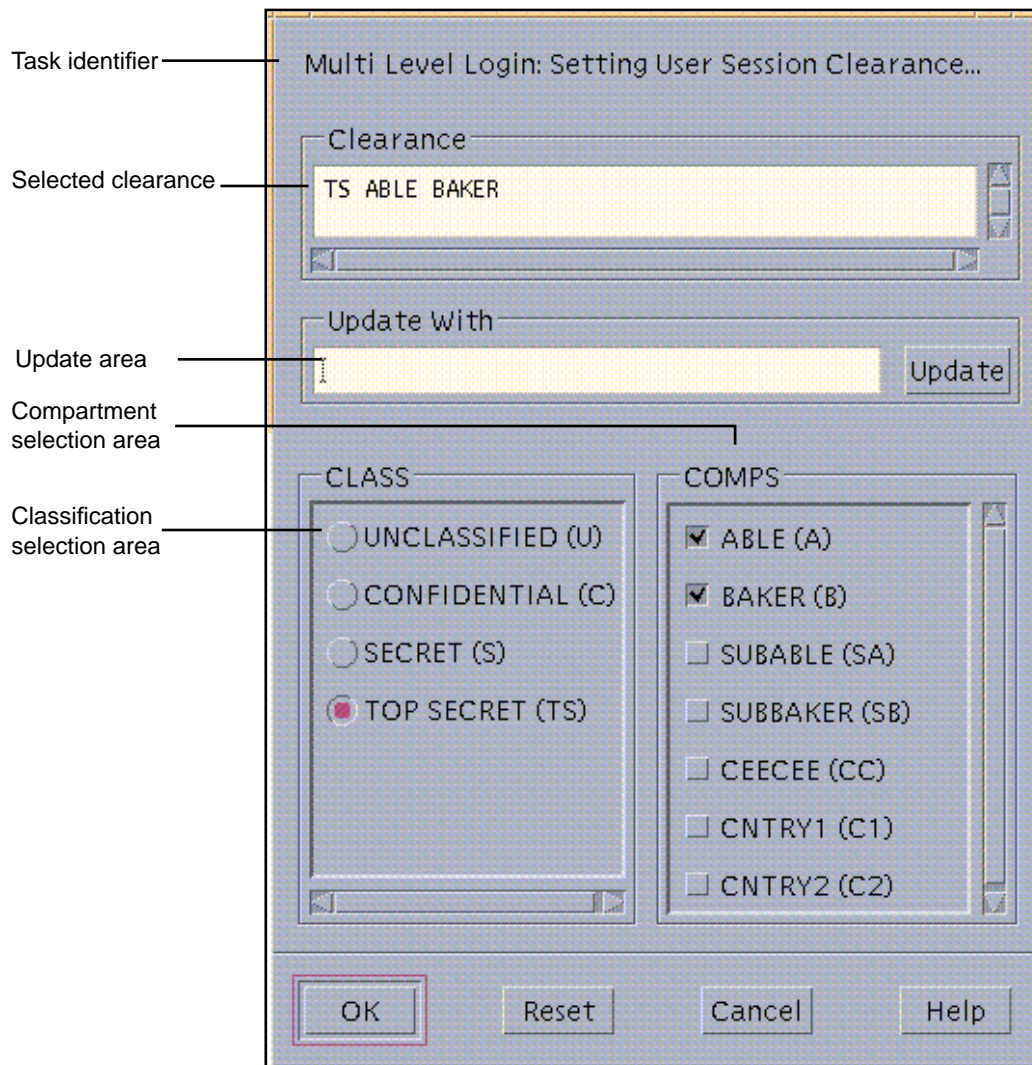 Task identifier
Multi Level Login: Setting User Session Clearance...
Clearance
Selected clearance
TS ABLE BAKER
Update With
Update area
Update
Compartment
selection area
CLASS
COMPS
Classification
selection area
UNCLASSIFIED (U)
CONFIDENTIAL (C)
SECRET (S)
TOP SECRET (TS)
ABLE (A)
BAKER (B)
SUBABLE (SA)
SUBBAKER (SB)
CEECEE (CC)
CNTRY1 (C1)
CNTRY2 (C2)
OK
Reset
Cancel
Help